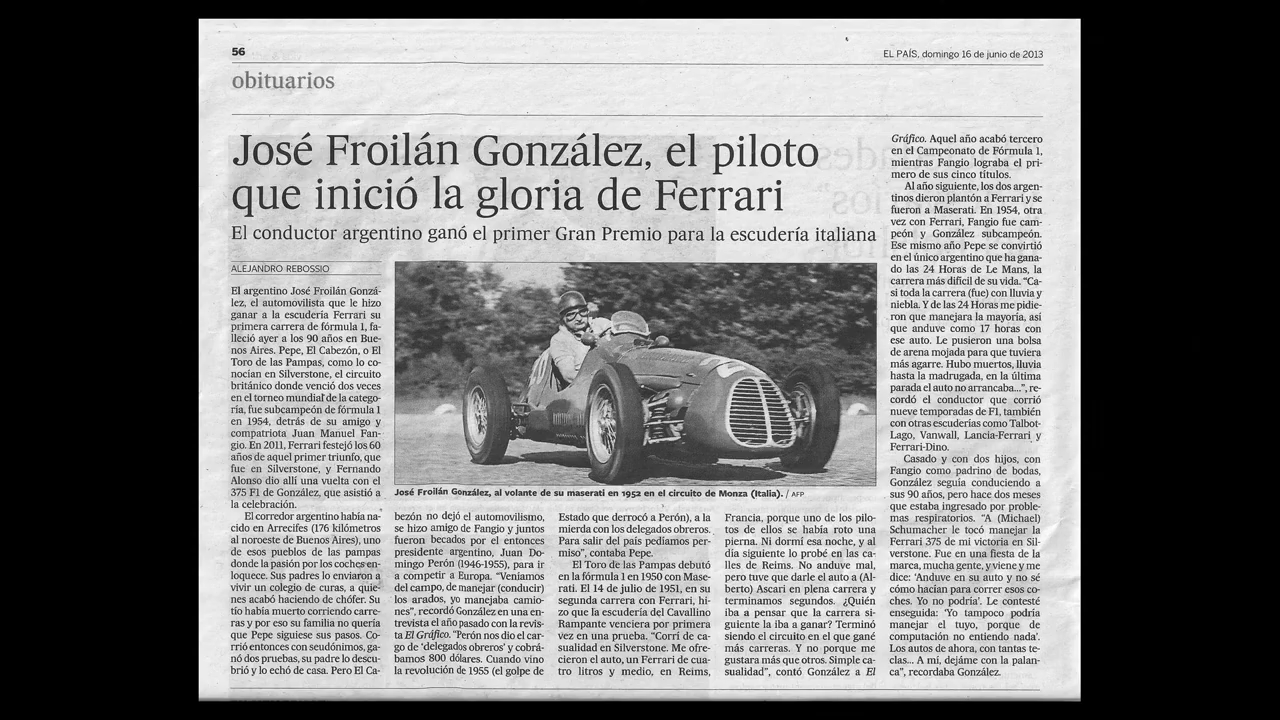 56
EL PAÍS, domingo 16 de junio de 2013
obituarios
José Froilán González, el piloto
que inició la gloria de Ferrari
El conductor argentino ganó el primer Gran Premio para la escudería italiana
ALEJANDRO REBOSSIO
El argentino José Froilán Gonzá-
lez, el automovilista que le hizo
ganar a la escudería Ferrari su
primera carrera de fórmula 1, fa-
lleció ayer a los 90 años en Bue-
nos Aires. Pepe, El Cabezón, o El
Toro de las Pampas, como lo co-
nocían en Silverstone, el circuito
británico donde venció dos veces
en el torneo mundial de la catego-
ría, fue subcampeón de fórmula 1
en 1954, detrás de su amigo y
compatriota Juan Manuel Fan-
gio. En 2011, Ferrari festejó los 60
años de aquel primer triunfo, que
fue en Silverstone, y Fernando
Alonso dio allí una vuelta con el
375 F1 de González, que asistió a
la celebración.
El corredor argentino había na-
cido en Arrecifes (176 kilómetros
al noroeste de Buenos Aires), uno
de esos pueblos de las pampas
donde la pasión por los coches en-
loquece. Sus padres lo enviaron a
vivir un colegio de curas, a quie-
nes acabó haciendo de chófer. Su
tío había muerto corriendo carre-
ras y por eso su familia no quería
que Pepe siguiese sus pasos. Co-
rrió entonces con seudónimos, ga-
nó dos pruebas, su padre lo descu-
brió y lo echó de casa. Pero El Ca-
José Froilán González, al volante de su maserati en 1952 en el circuito de Monza (Italia). / AFP
bezón no dejó el automovilismo,
se hizo amigo de Fangio y juntos
fueron becados por el entonces
presidente argentino, Juan Do-
mingo Perón (1946-1955), para ir
a competir a Europa. “Veníamos
del campo, de manejar (conducir)
los arados, yo manejaba camio-
nes”, recordó González en una en-
trevista el año pasado con la revis-
ta El Gráfico. “Perón nos dio el car-
go de ‘delegados obreros’ y cobrá-
bamos 800 dólares. Cuando vino
la revolución de 1955 (el golpe de
Estado que derrocó a Perón), a la
mierda con los delegados obreros.
Para salir del país pedíamos per-
miso”, contaba Pepe.
El Toro de las Pampas debutó
en la fórmula 1 en 1950 con Mase-
rati. El 14 de julio de 1951, en su
segunda carrera con Ferrari, hi-
zo que la escudería del Cavallino
Rampante venciera por primera
vez en una prueba. “Corrí de ca-
sualidad en Silverstone. Me ofre-
cieron el auto, un Ferrari de cua-
tro litros y medio, en Reims,
Francia, porque uno de los pilo-
tos de ellos se había roto una
pierna. Ni dormí esa noche, y al
día siguiente lo probé en las ca-
lles de Reims. No anduve mal,
pero tuve que darle el auto a (Al-
berto) Ascari en plena carrera y
terminamos segundos. ¿Quién
iba a pensar que la carrera si-
guiente la iba a ganar? Terminó
siendo el circuito en el que gané
más carreras. Y no porque me
gustara más que otros. Simple ca-
sualidad”, contó González a El
Gráfico. Aquel año acabó tercero
en el Campeonato de Fórmula 1,
mientras Fangio lograba el pri-
mero de sus cinco títulos.
Al año siguiente, los dos argen-
tinos dieron plantón a Ferrari y se
fueron a Maserati. En 1954, otra
vez con Ferrari, Fangio fue cam-
peón y González subcampeón.
Ese mismo año Pepe se convirtió
en el único argentino que ha gana-
do las 24 Horas de Le Mans, la
carrera más difícil de su vida. “Ca-
si toda la carrera (fue) con lluvia y
niebla. Y de las 24 Horas me pidie-
ron que manejara la mayoría, así
que anduve como 17 horas con
ese auto. Le pusieron una bolsa
de arena mojada para que tuviera
más agarre. Hubo muertos, lluvia
hasta la madrugada, en la última
parada el auto no arrancaba...”, re-
cordó el conductor que corrió
nueve temporadas de F1, también
con otras escuderías como Talbot-
Lago, Vanwall, Lancia-Ferrari y
Ferrari-Dino.
Casado y con dos hijos, con
Fangio como padrino de bodas,
González seguía conduciendo a
sus 90 años, pero hace dos meses
que estaba ingresado por proble-
mas respiratorios. “A (Michael)
Schumacher le tocó manejar la
Ferrari 375 de mi victoria en Sil-
verstone. Fue en una fiesta de la
marca, mucha gente, y viene y me
dice: ‘Anduve en su auto y no sé
cómo hacían para correr esos co-
ches. Yo no podría’. Le contesté
enseguida: ‘Yo tampoco podría
manejar el tuyo, porque de
computación no entiendo nada’.
Los autos de ahora, con tantas te-
clas... A mí, dejáme con la palan-
ca”, recordaba González.